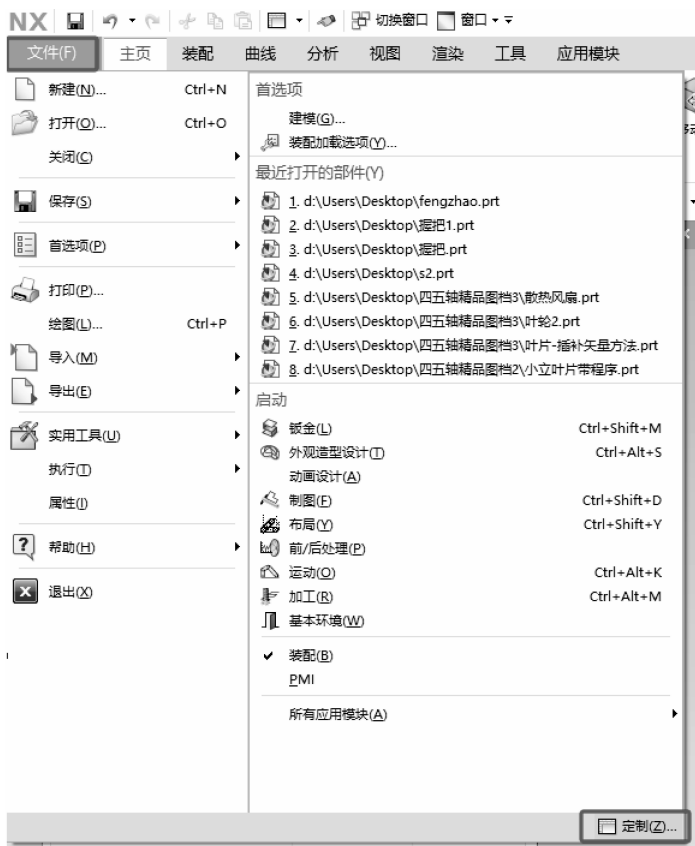 NX 切换窗口 窗口
文件(F) 主页 装配 曲线 分析 视图 渲染 工具 应用模块
新建(N)... Ctrl+N
打开(O)... Ctrl+O
关闭(C)
保存(S)
首选项(P)
打印(P)...
绘图(L)... Ctrl+P
导入(M)
导出(E)
实用工具(U)
执行(T)
属性(I)
帮助(H)
退出(X)
首选项
建模(G)...
装配加载选项(Y)...
最近打开的部件(Y)
1. d:\Users\Desktop\fengzhao.prt
2. d:\Users\Desktop\握把1.prt
3. d:\Users\Desktop\握把.prt
4. d:\Users\Desktop\s2.prt
5. d:\Users\Desktop\四五轴精品图档3\散热风扇.prt
6. d:\Users\Desktop\四五轴精品图档3\叶轮2.prt
7. d:\Users\Desktop\四五轴精品图档3\叶片-插补矢量方法.prt
8. d:\Users\Desktop\四五轴精品图档2\小立叶片带程序.prt
启动
钣金(L) Ctrl+Shift+M
外观造型设计(T) Ctrl+Alt+S
动画设计(A)
制图(F) Ctrl+Shift+D
布局(Y) Ctrl+Shift+Y
前/后处理(P)
运动(O) Ctrl+Alt+K
加工(R) Ctrl+Alt+M
基本环境(W)
装配(B)
PMI
所有应用模块(A)
定制(Z)...